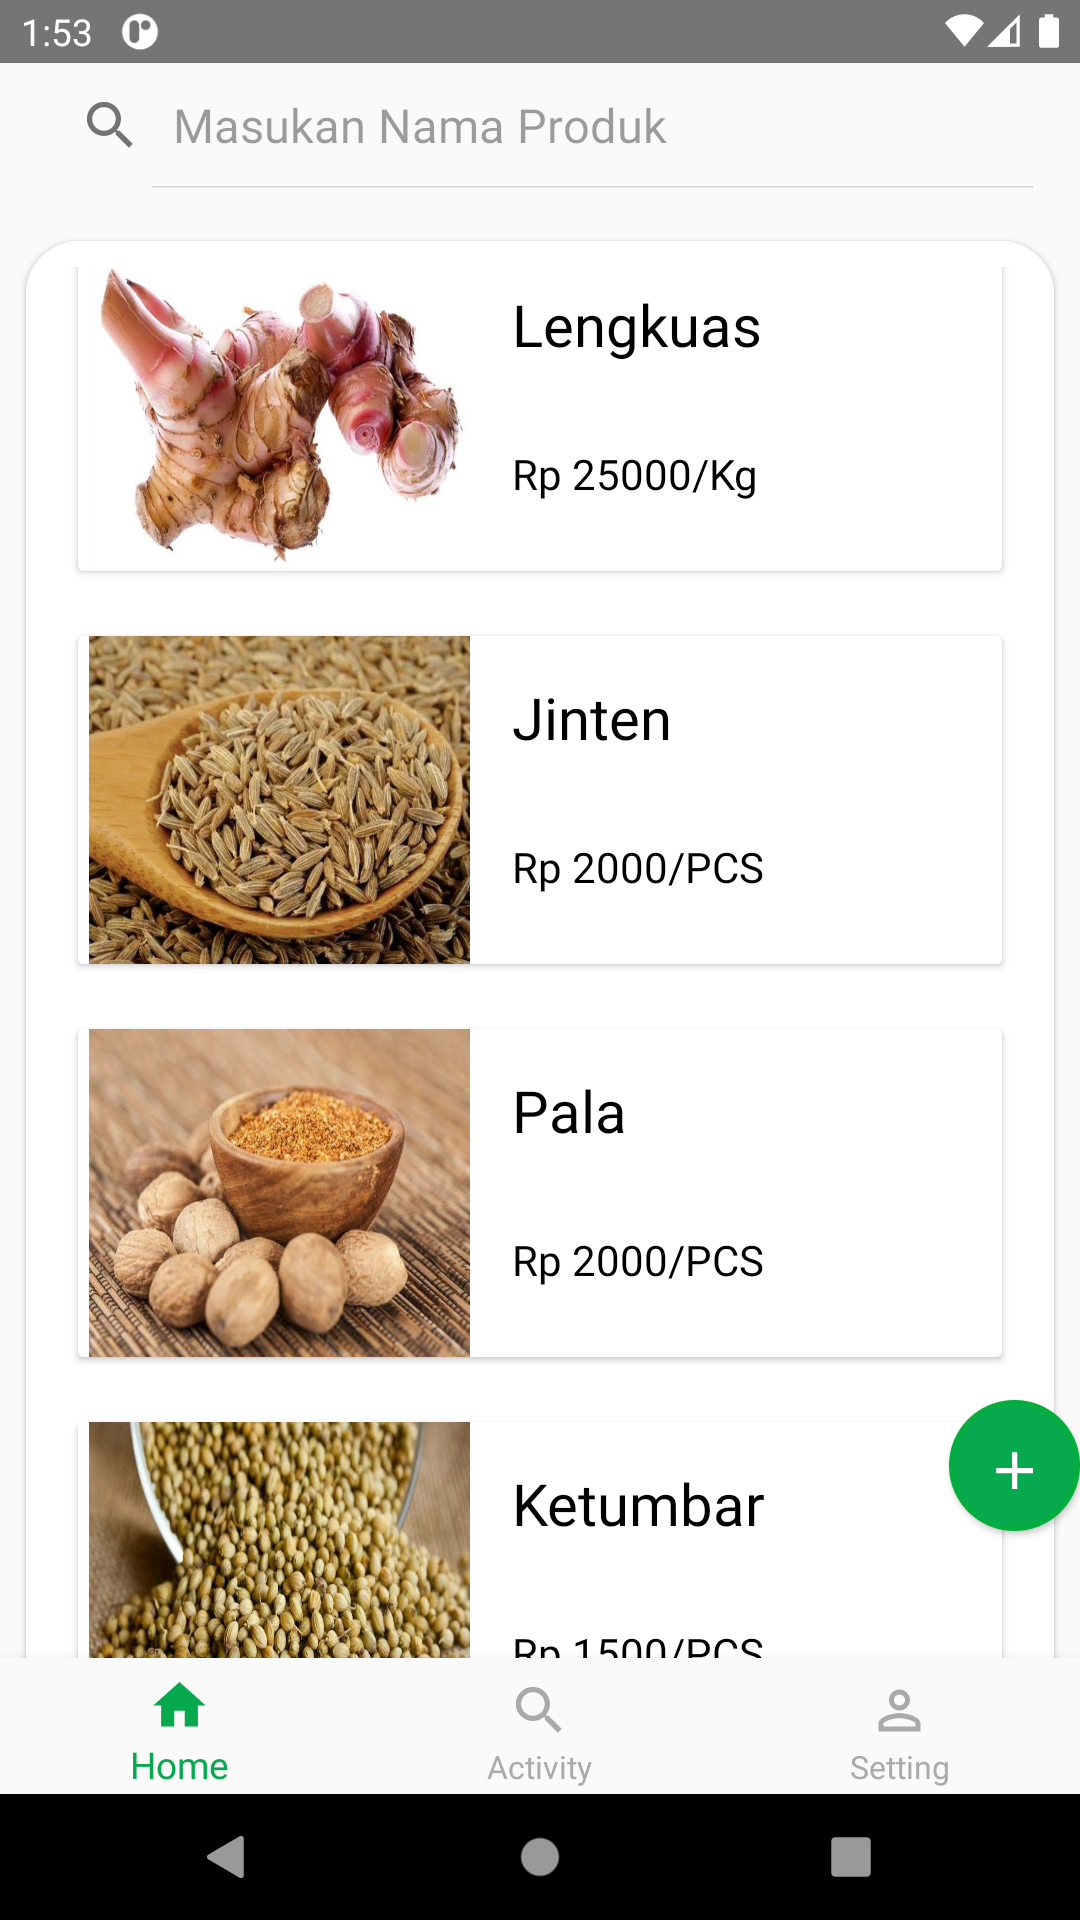 1:53
Masukan Nama Produk
Lengkuas
Rp 25000/Kg
Jinten
Rp 2000/PCS
Pala
Rp 2000/PCS
Ketumbar
Rp 1500/PCS
Home
Activity
Setting